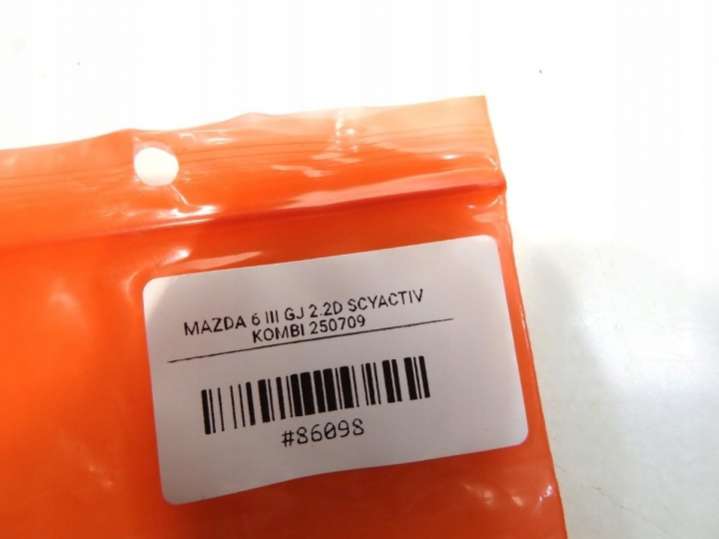 MAZDA 6 III GJ 2.2D SCYACTIV
KOMBI 250709
#86098